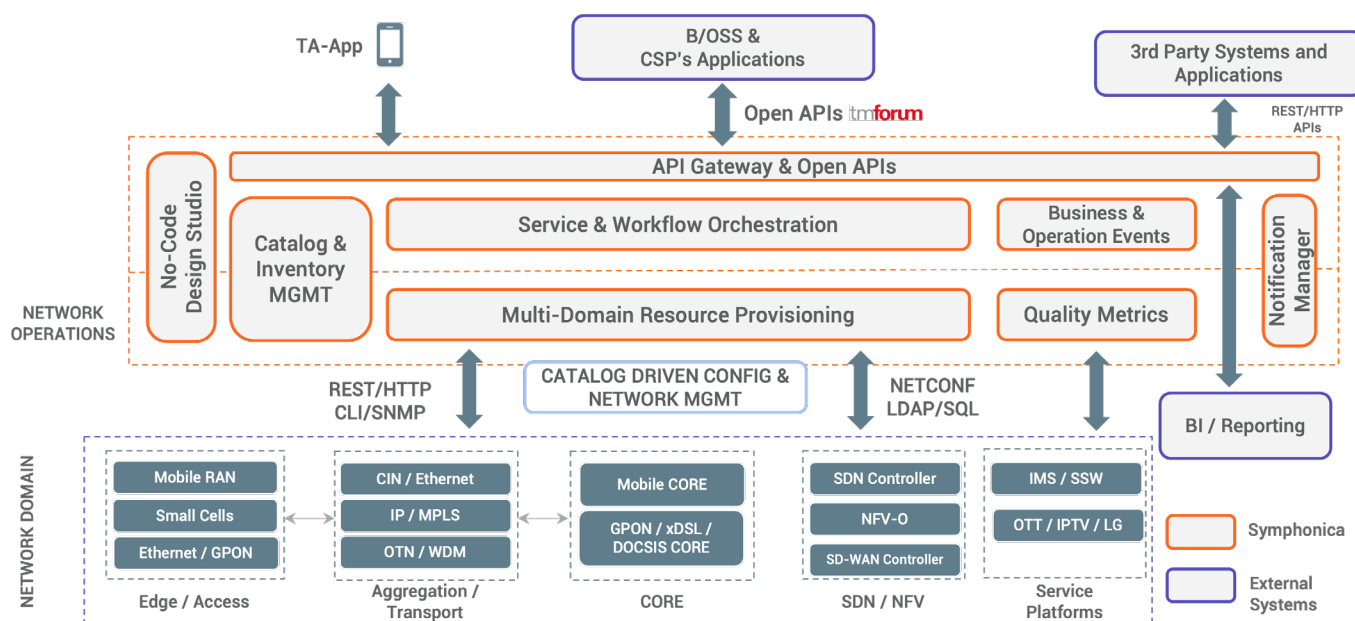 TA-App
B/OSS &
CSP's Applications
3rd Party Systems and
Applications
Open APIs tmforum
REST/HTTP
APIs
API Gateway & Open APIs
No-Code
Design Studio
Catalog &
Inventory
MGMT
Service & Workflow Orchestration
Business &
Operation Events
Notification
Manager
NETWORK
OPERATIONS
Multi-Domain Resource Provisioning
Quality Metrics
REST/HTTP
CLI/SNMP
CATALOG DRIVEN CONFIG &
NETWORK MGMT
NETCONF
LDAP/SQL
BI / Reporting
NETWORK DOMAIN
Mobile RAN
Small Cells
Ethernet / GPON
Edge / Access
CIN / Ethernet
IP / MPLS
OTN / WDM
Aggregation /
Transport
Mobile CORE
GPON / xDSL /
DOCSIS CORE
CORE
SDN Controller
NFV-O
SD-WAN Controller
SDN / NFV
IMS / SSW
OTT / IPTV / LG
Service
Platforms
Symphonica
External
Systems